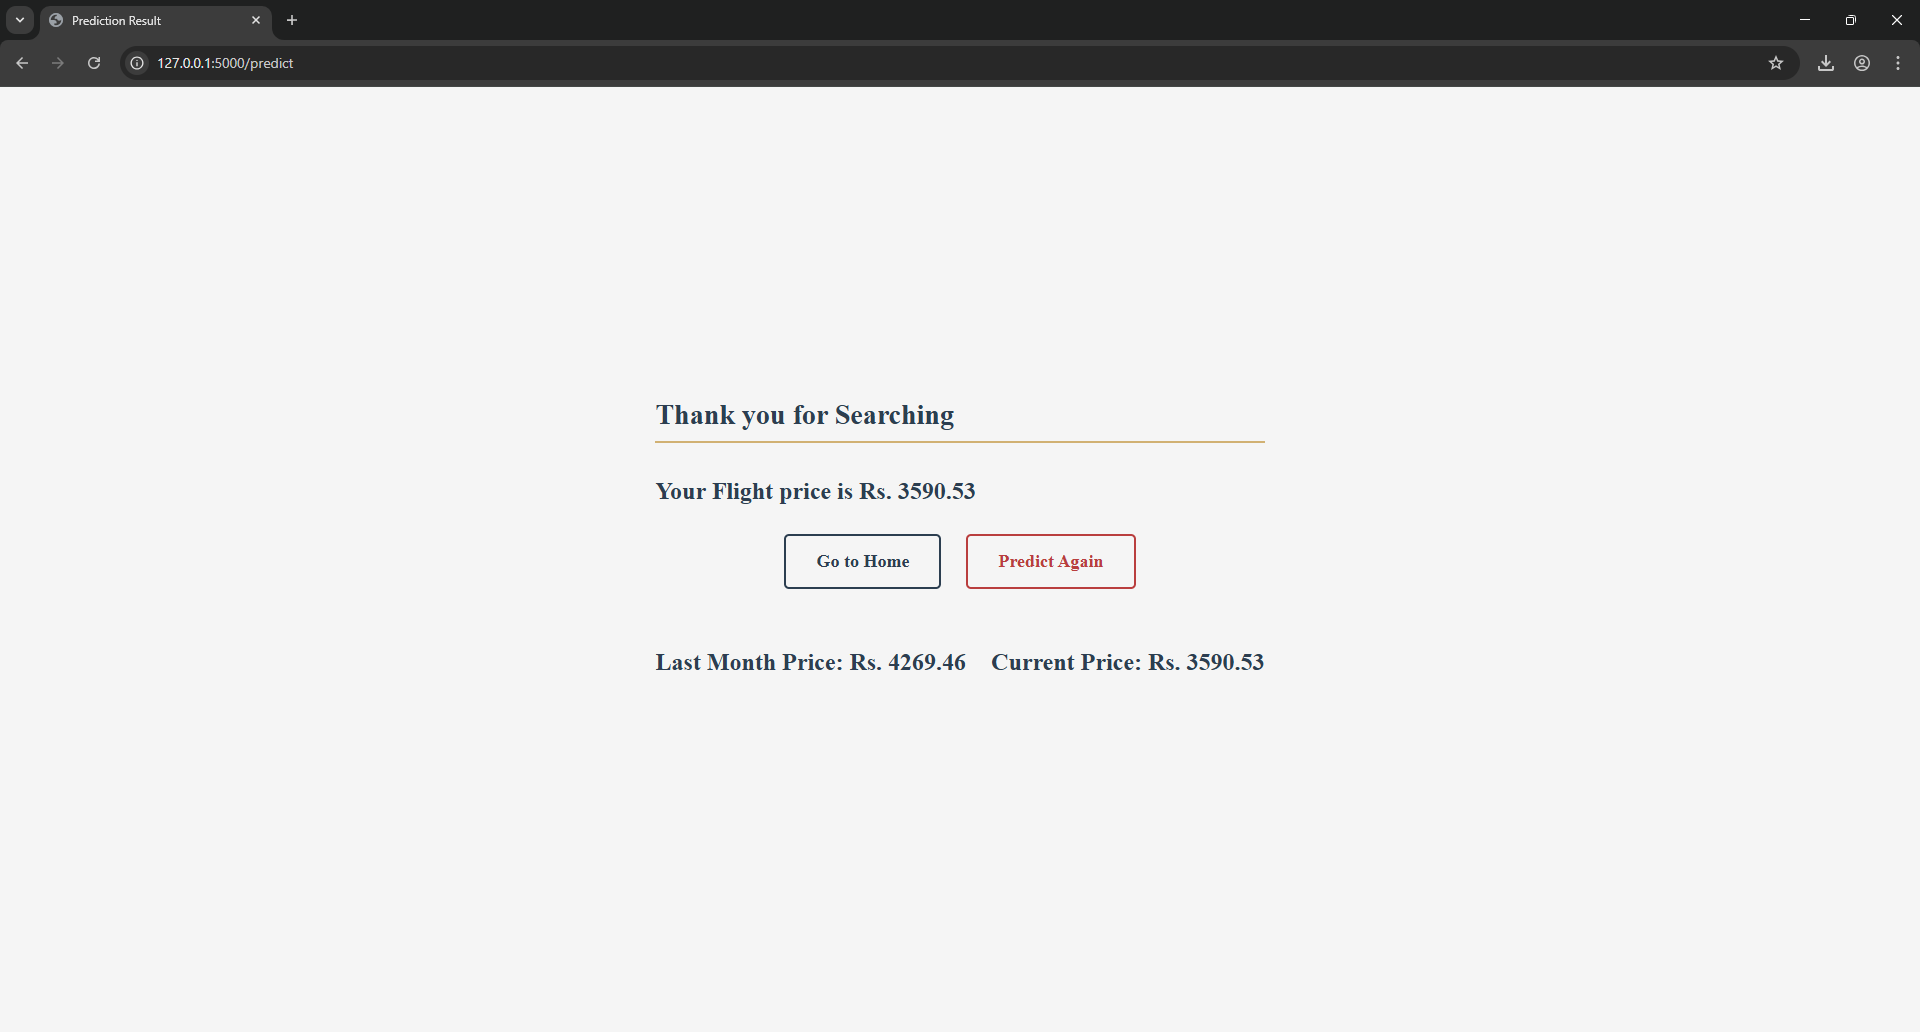 Prediction Result
127.0.0.1:5000/predict
Thank you for Searching
Your Flight price is Rs. 3590.53
Go to Home Predict Again
Last Month Price: Rs. 4269.46 Current Price: Rs. 3590.53